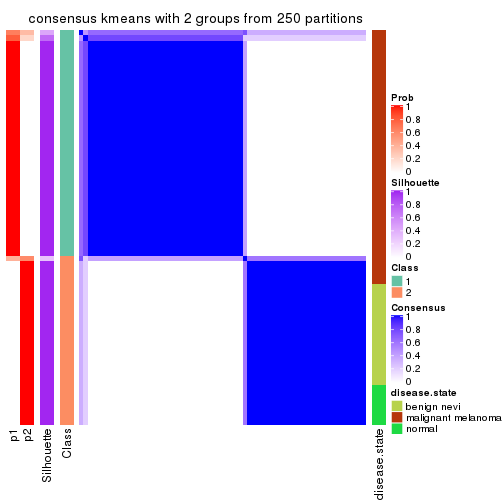 consensus kmeans with 2 groups from 250 partitions
Prob
1
0.8
0.6
0.4
0.2
0
Silhouette
1
0.8
0.6
0.4
0.2
0
Class
1
2
Consensus
1
0.8
0.6
0.4
0.2
0
disease.state
benign nevi
malignant melanoma
normal
p1
p2
Silhouette
Class
disease.state